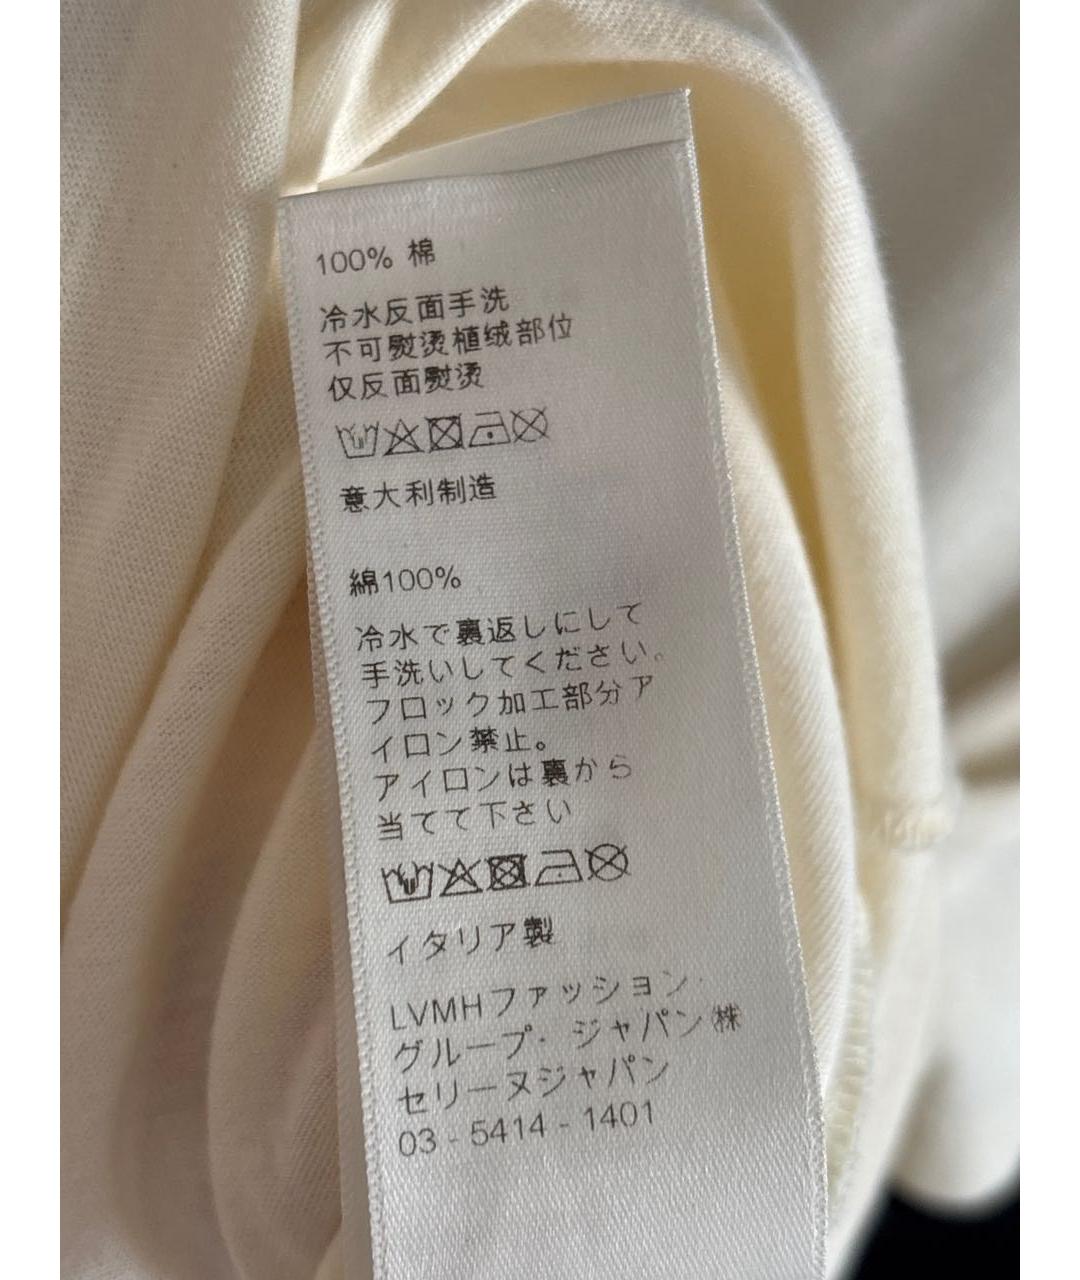 100% 棉
冷水反面手洗
不可熨烫植绒部位
仅反面熨烫
意大利制造
綿100%
冷水で裏返しにして
手洗いしてください。
フロック加工部分ア
イロン禁止。
アイロンは裏から
当てて下さい
イタリア製
LVMHファッション・
グループ・ジャパン㈱
セリーヌジャパン
03 - 5414 - 1401